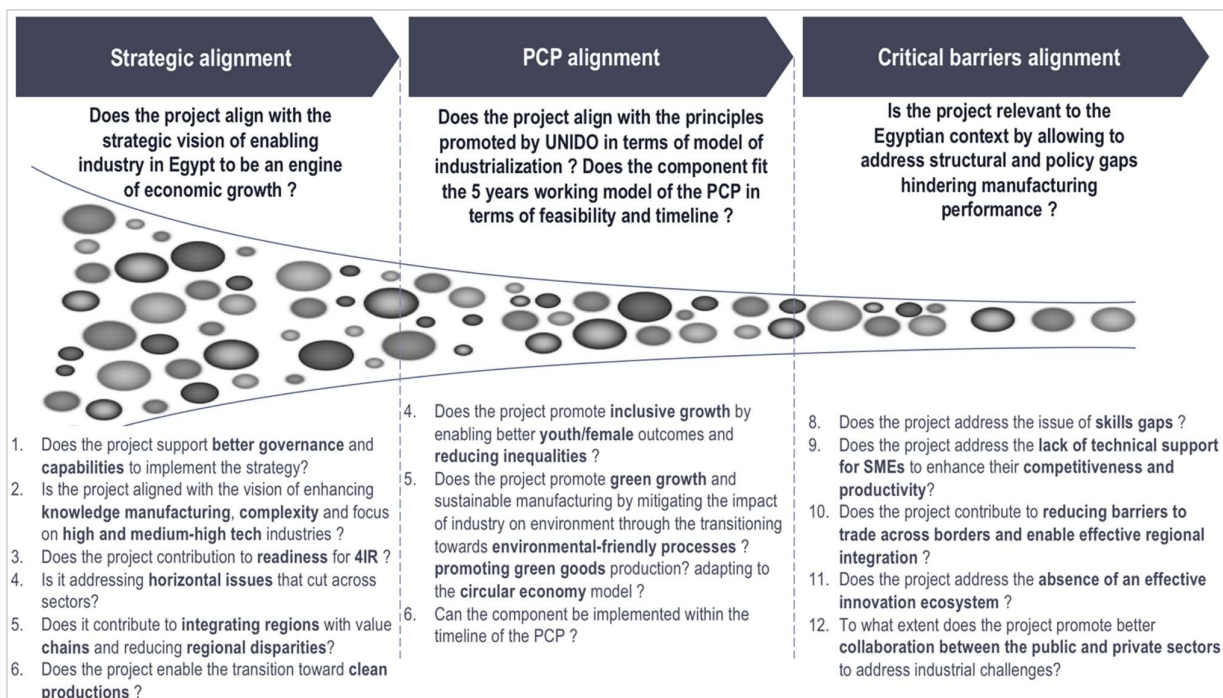 Strategic alignment
Does the project align with the
strategic vision of enabling
industry in Egypt to be an engine
of economic growth ?
1. Does the project support better governance and
capabilities to implement the strategy?
2. Is the project aligned with the vision of enhancing
knowledge manufacturing, complexity and focus
on high and medium-high tech industries ?
3. Does the project contribution to readiness for 4IR ?
4. Is it addressing horizontal issues that cut across
sectors?
5. Does it contribute to integrating regions with value
chains and reducing regional disparities?
6. Does the project enable the transition toward clean
productions ?
PCP alignment
Does the project align with the principles
promoted by UNIDO in terms of model of
industrialization ? Does the component fit
the 5 years working model of the PCP in
terms of feasibility and timeline ?
4. Does the project promote inclusive growth by
enabling better youth/female outcomes and
reducing inequalities ?
5. Does the project promote green growth and
sustainable manufacturing by mitigating the impact
of industry on environment through the transitioning
towards environmental-friendly processes ?
promoting green goods production? adapting to
the circular economy model ?
6. Can the component be implemented within the
timeline of the PCP ?
Critical barriers alignment
Is the project relevant to the
Egyptian context by allowing to
address structural and policy gaps
hindering manufacturing
performance ?
8. Does the project address the issue of skills gaps ?
9. Does the project address the lack of technical support
for SMEs to enhance their competitiveness and
productivity?
10. Does the project contribute to reducing barriers to
trade across borders and enable effective regional
integration ?
11. Does the project address the absence of an effective
innovation ecosystem ?
12. To what extent does the project promote better
collaboration between the public and private sectors
to address industrial challenges?